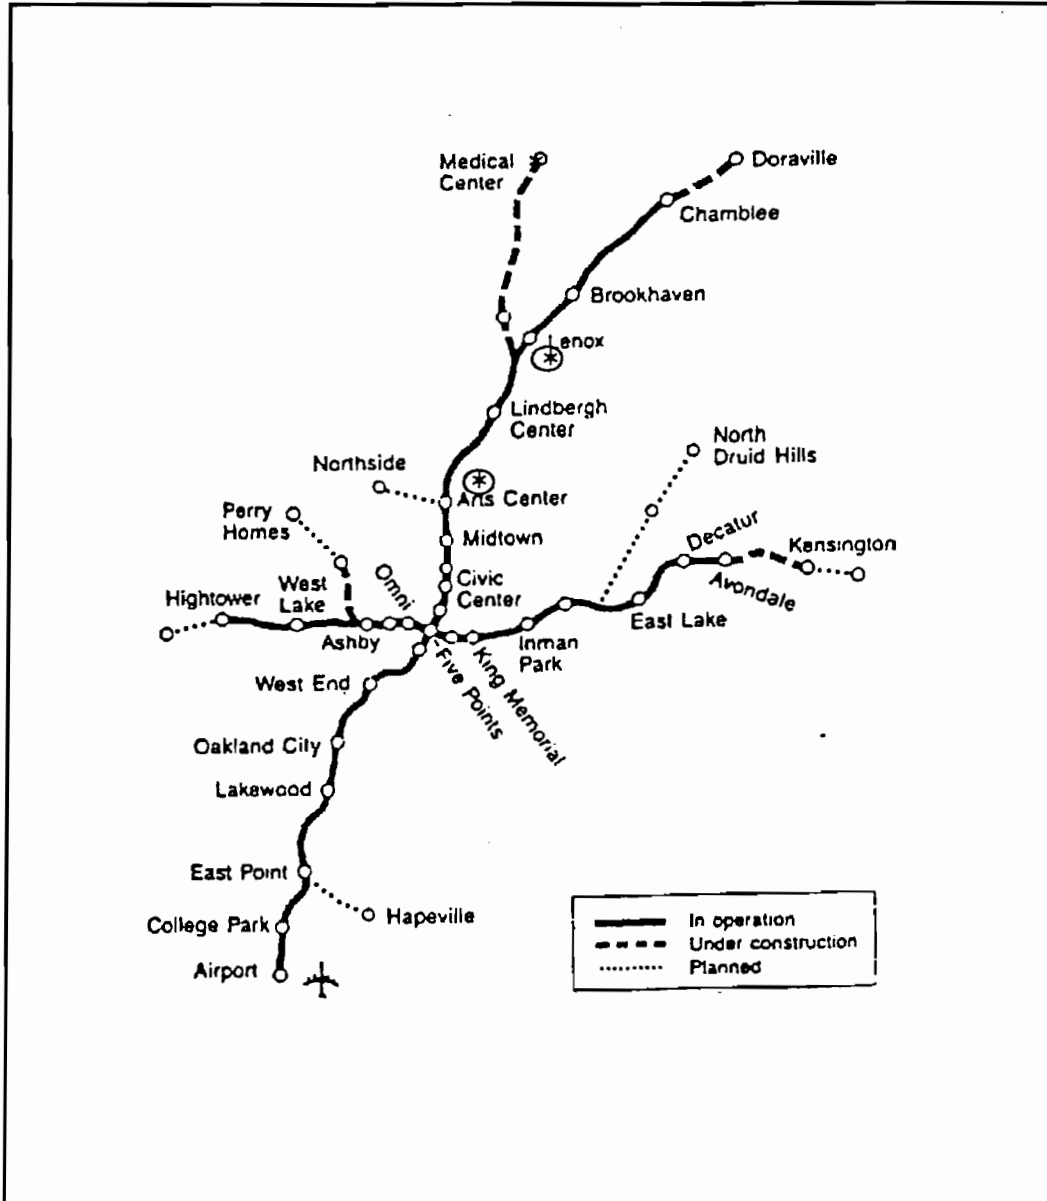 Medical
Center
Doraville
Chamblee
Brookhaven
Lenox
Lindbergh
Center
North
Druid Hills
Northside
Arts Center
Perry
Homes
Midtown
Decatur
Kensington
Omni
Civic
Center
Avondale
West
Lake
Hightower
Ashby
East Lake
Inman
Park
Five Points
King Memorial
West End
Oakland City
Lakewood
East Point
Hapeville
College Park
Airport
In operation
Under construction
Planned